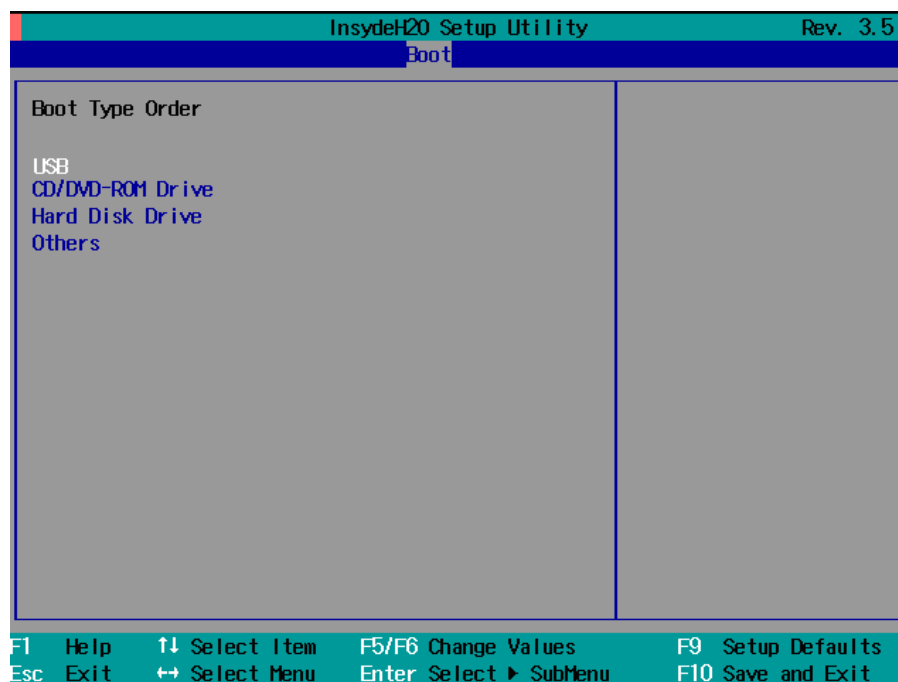 InsydeH20 Setup Utility Rev. 3.5
Boot
Boot Type Order
USB
CD/DVD-ROM Drive
Hard Disk Drive
Others
F1 Help ↑↓ Select Item F5/F6 Change Values F9 Setup Defaults
Esc Exit ↔ Select Menu Enter Select ▶ SubMenu F10 Save and Exit